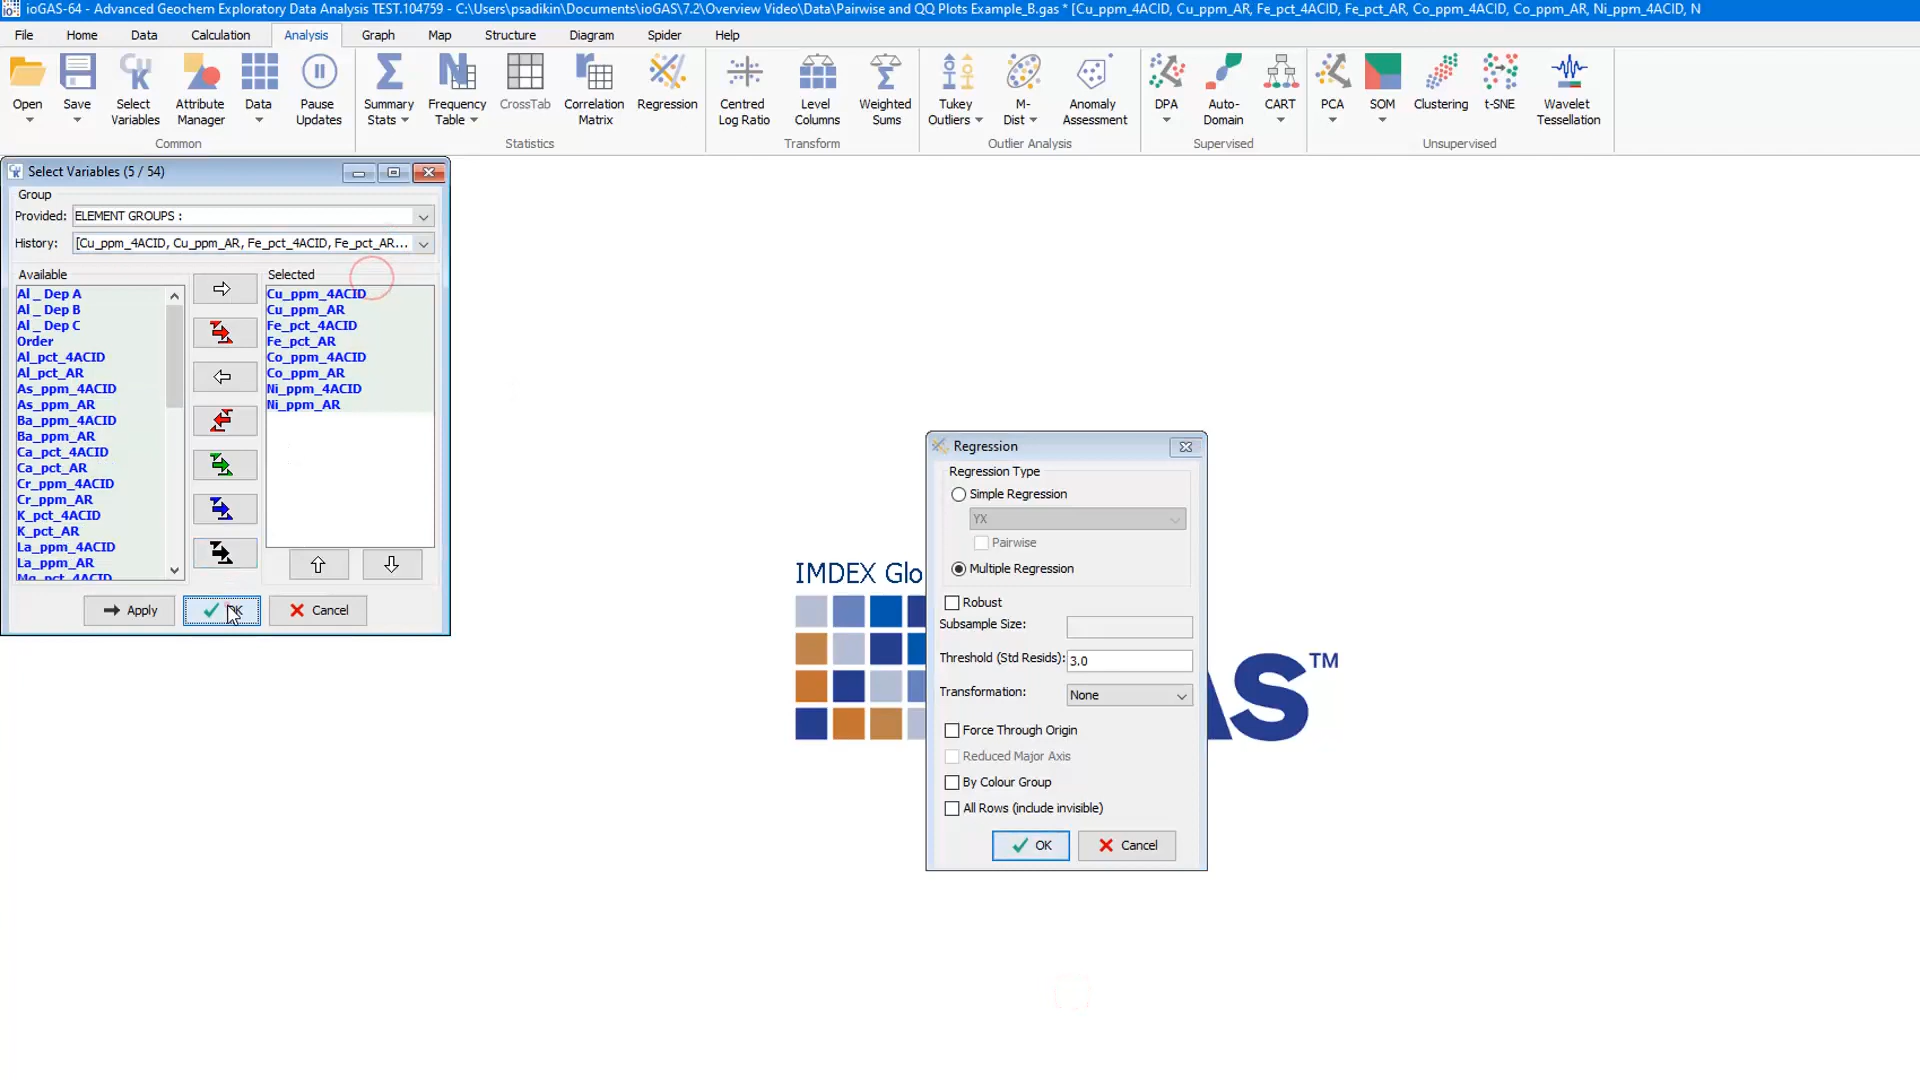 ioGAS-64 - Advanced Geochem Exploratory Data Analysis TEST.104759 - C:\Users\psadikin\Documents\ioGAS\7.2\Overview Video\Data\Pairwise and QQ Plots Example_B.gas * [Cu_ppm_4ACID, Cu_ppm_AR, Fe_pct_4ACID, Fe_pct_AR, Co_ppm_4ACID, Co_ppm_AR, Ni_ppm_4ACID, N
File Home Data Calculation Analysis Graph Map Structure Diagram Spider Help
Open Save Select Variables Attribute Manager Data Pause Updates
Summary Stats Frequency Table CrossTab Correlation Matrix Regression
Centred Log Ratio Level Columns Weighted Sums
Tukey Outliers M-Dist Anomaly Assessment
DPA Auto-Domain CART
PCA SOM Clustering t-SNE Wavelet Tessellation
Common Statistics Transform Outlier Analysis Supervised Unsupervised
Select Variables (5 / 54)
Group
Provided: ELEMENT GROUPS :
History: [Cu_ppm_4ACID, Cu_ppm_AR, Fe_pct_4ACID, Fe_pct_AR...
Available
Al _ Dep A
Al _ Dep B
Al _ Dep C
Order
Al_pct_4ACID
Al_pct_AR
As_ppm_4ACID
As_ppm_AR
Ba_ppm_4ACID
Ba_ppm_AR
Ca_pct_4ACID
Ca_pct_AR
Cr_ppm_4ACID
Cr_ppm_AR
K_pct_4ACID
K_pct_AR
La_ppm_4ACID
La_ppm_AR
Mg_pct_4ACID
Selected
Cu_ppm_4ACID
Cu_ppm_AR
Fe_pct_4ACID
Fe_pct_AR
Co_ppm_4ACID
Co_ppm_AR
Ni_ppm_4ACID
Ni_ppm_AR
Apply OK Cancel
Regression
Regression Type
Simple Regression
YX
Pairwise
Multiple Regression
Robust
Subsample Size:
Threshold (Std Resids): 3.0
Transformation: None
Force Through Origin
Reduced Major Axis
By Colour Group
All Rows (include invisible)
OK Cancel
IMDEX Glo
AS™